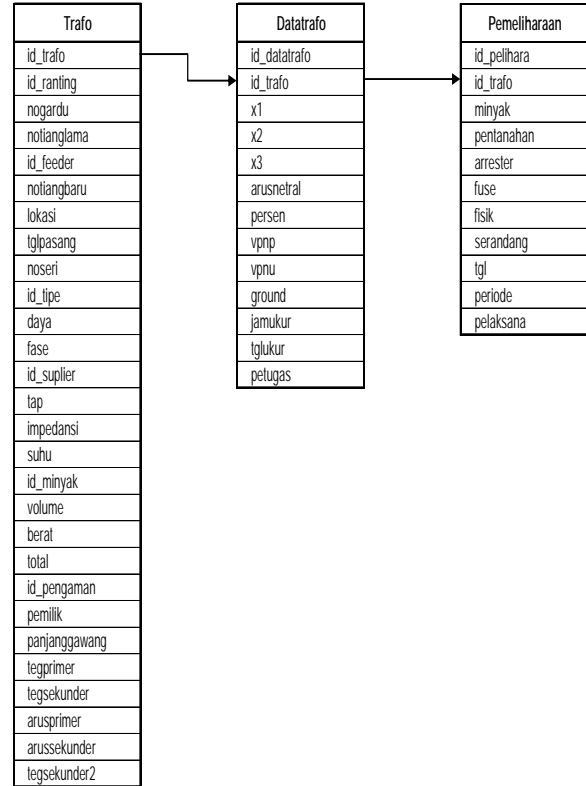 Trafo
id_trafo
id_ranting
nogardu
notianglama
id_feeder
notiangbaru
lokasi
tglpasang
noseri
id_tipe
daya
fase
id_suplier
tap
impedansi
suhu
id_minyak
volume
berat
total
id_pengaman
pemilik
panjanggawang
tegprimer
tegsekunder
arusprimer
arussekunder
tegsekunder2
Datatrafo
id_datatrafo
id_trafo
x1
x2
x3
arusnetral
persen
vpnp
vpnu
ground
jamukur
tglukur
petugas
Pemeliharaan
id_pelihara
id_trafo
minyak
pentanahan
arrester
fuse
fisik
serandang
tgl
periode
pelaksana